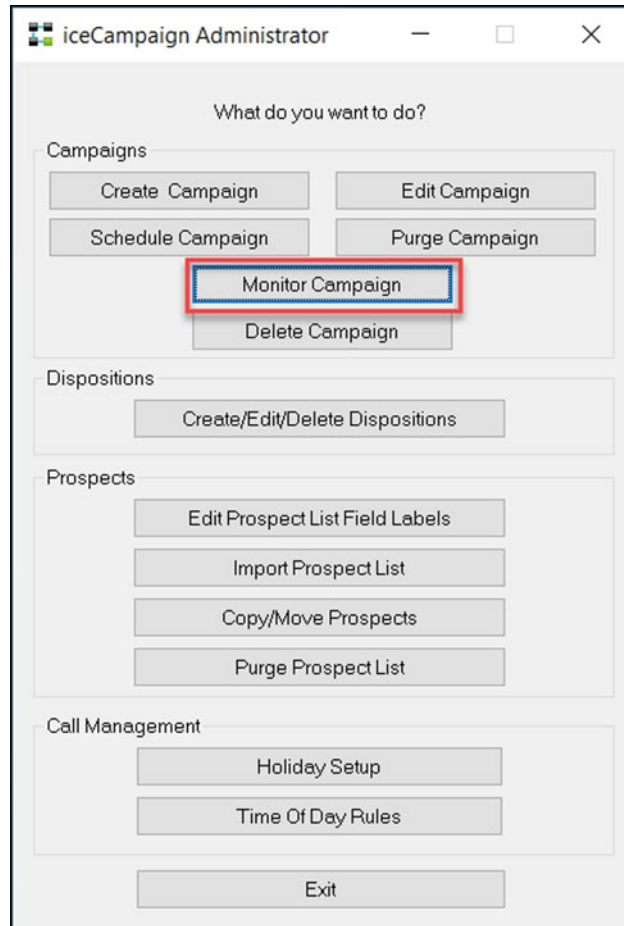 iceCampaign Administrator
What do you want to do?
Campaigns
Create Campaign
Edit Campaign
Schedule Campaign
Purge Campaign
Monitor Campaign
Delete Campaign
Dispositions
Create/Edit/Delete Dispositions
Prospects
Edit Prospect List Field Labels
Import Prospect List
Copy/Move Prospects
Purge Prospect List
Call Management
Holiday Setup
Time Of Day Rules
Exit